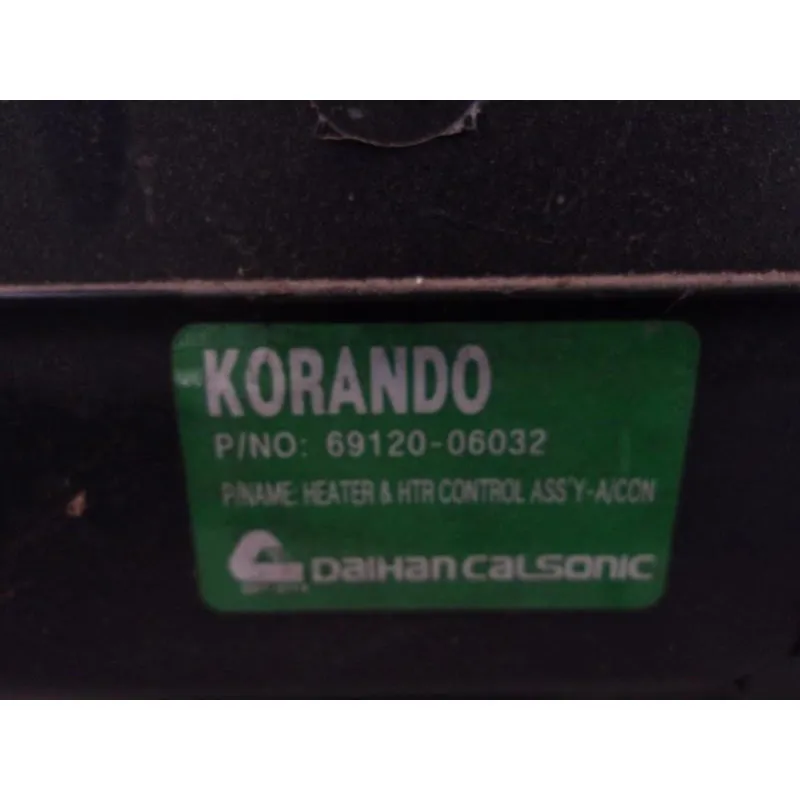 KORANDO
P/NO: 69120-06032
P/NAME: HEATER & HTR CONTROL ASS'Y-A/CON
DAIHAN CALSONIC